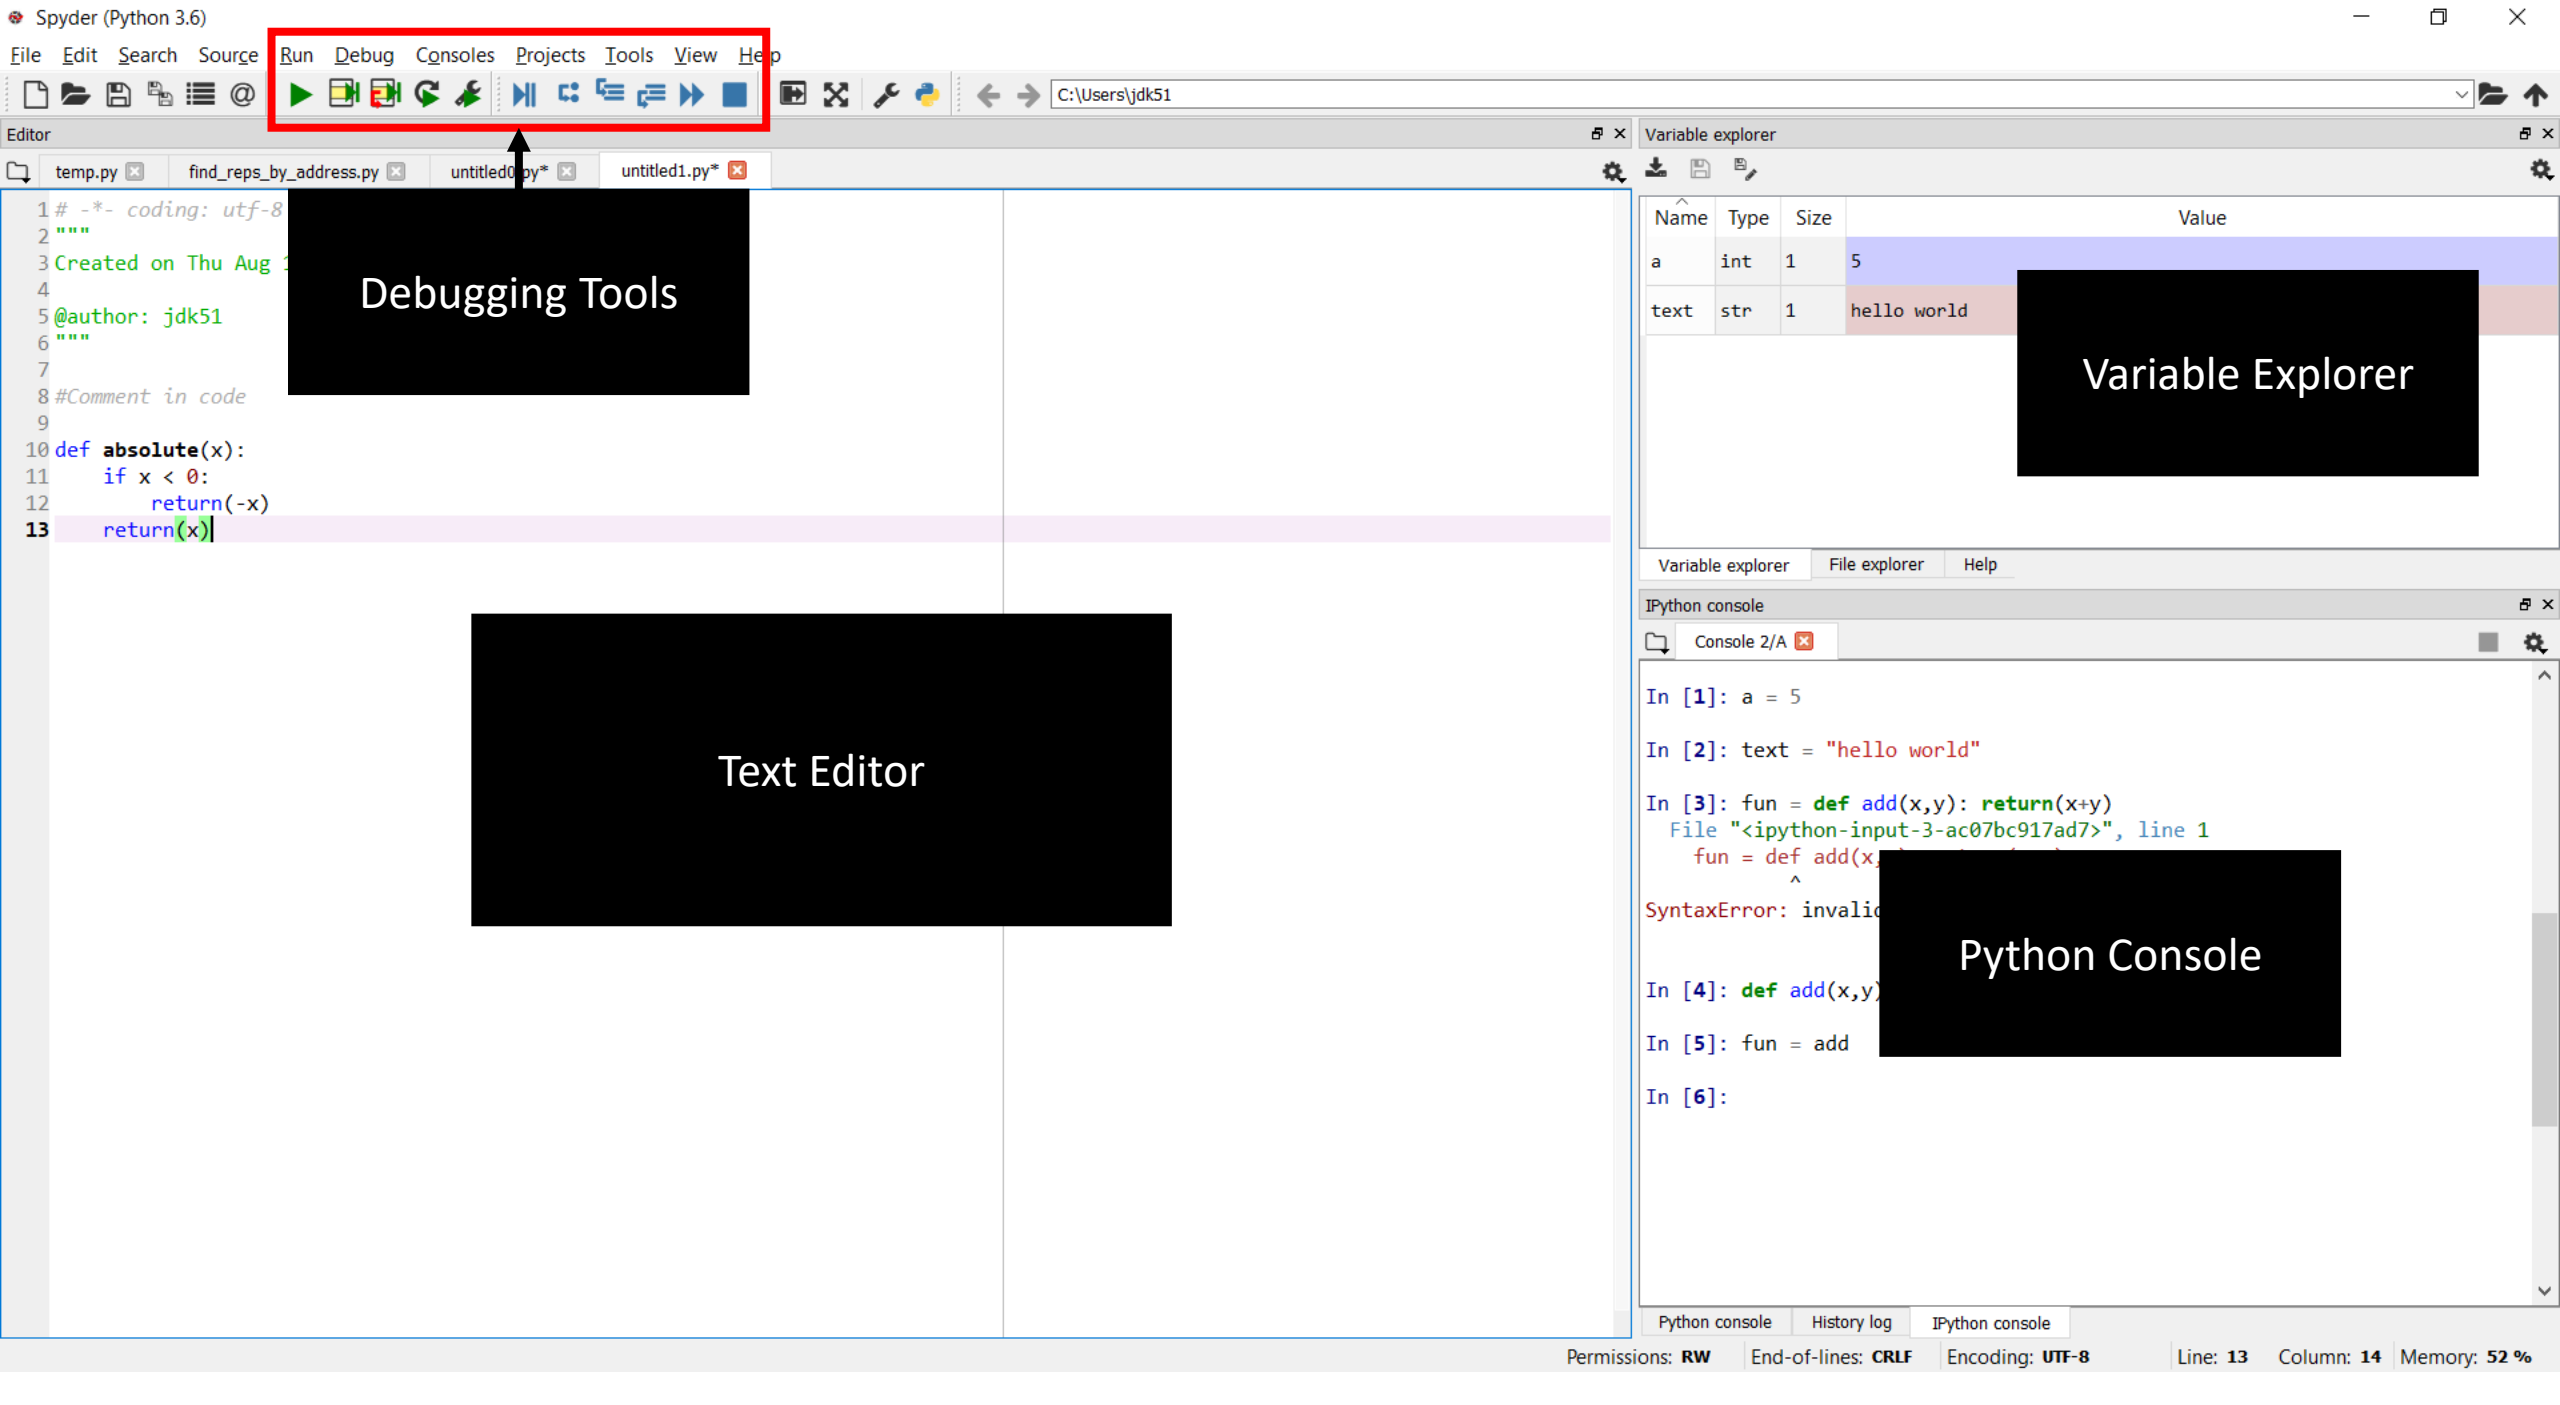 Spyder (Python 3.6)
File Edit Search Source Run Debug Consoles Projects Tools View Help
C:\Users\jdk51
Editor
temp.py find_reps_by_address.py untitled0.py* untitled1.py*
1 # -*- coding: utf-8
2 """
3 Created on Thu Aug
4
5 @author: jdk51
6 """
7
8 #Comment in code
9
10 def absolute(x):
11     if x < 0:
12         return(-x)
13     return(x)
Debugging Tools
Text Editor
Variable explorer
Name Type Size Value
a int 1 5
text str 1 hello world
Variable Explorer
Variable explorer File explorer Help
IPython console
Console 2/A
In [1]: a = 5
In [2]: text = "hello world"
In [3]: fun = def add(x,y): return(x+y)
File "<ipython-input-3-ac07bc917ad7>", line 1
fun = def add(x,
^
SyntaxError: invalid
In [4]: def add(x,y)
In [5]: fun = add
In [6]:
Python Console
Python console History log IPython console
Permissions: RW End-of-lines: CRLF Encoding: UTF-8 Line: 13 Column: 14 Memory: 52 %